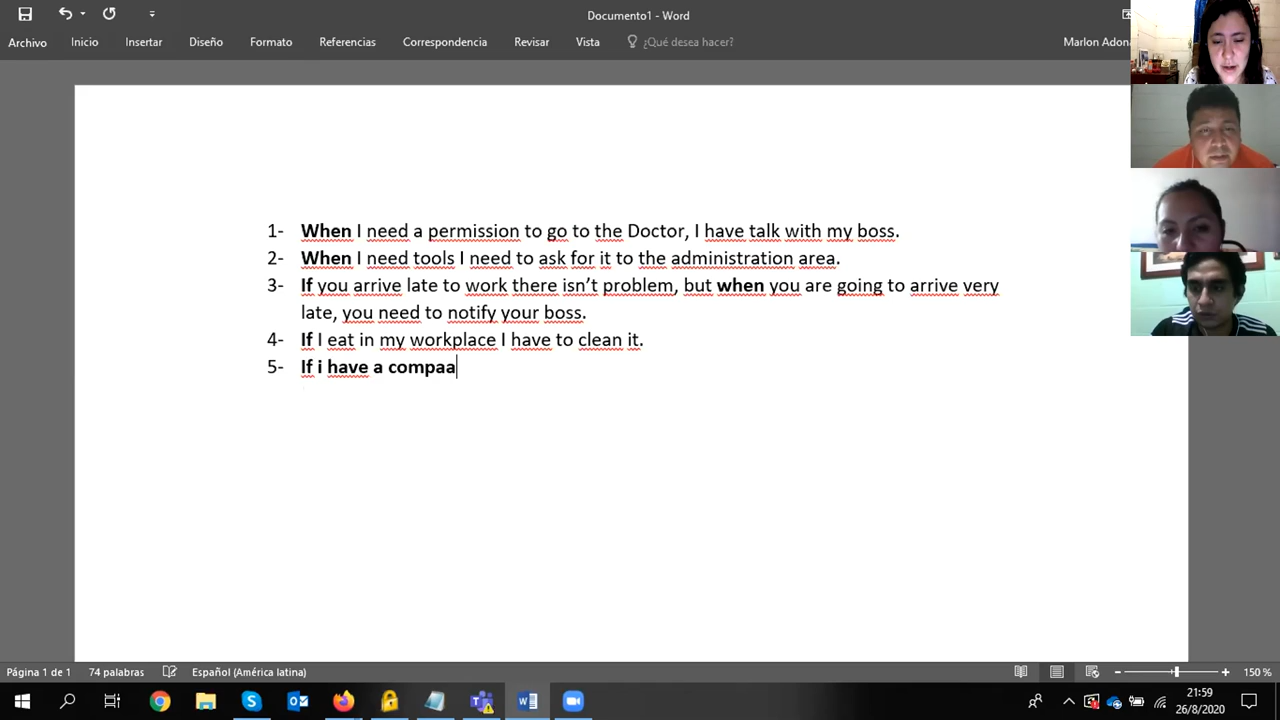 Documento1 - Word
Archivo Inicio Insertar Diseño Formato Referencias Correspondencia Revisar Vista ¿Qué desea hacer? Marlon Adona
1- When I need a permission to go to the Doctor, I have talk with my boss.
2- When I need tools I need to ask for it to the administration area.
3- If you arrive late to work there isn't problem, but when you are going to arrive very
late, you need to notify your boss.
4- If I eat in my workplace I have to clean it.
5- If i have a compaa
Página 1 de 1 74 palabras Español (América latina) 150 %
21:59
26/8/2020